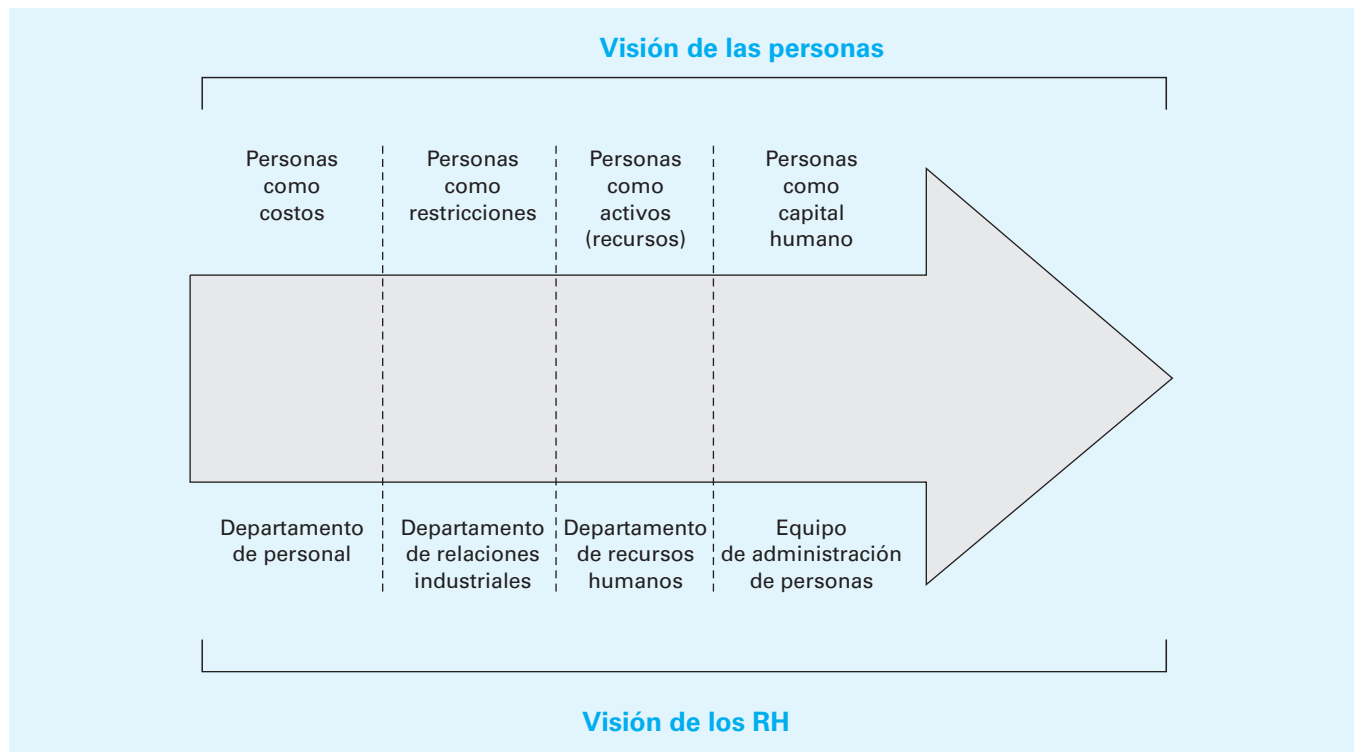 Visión de las personas
Personas
como
costos
Personas
como
restricciones
Personas
como
activos
(recursos)
Personas
como
capital
humano
Departamento
de personal
Departamento
de relaciones
industriales
Departamento
de recursos
humanos
Equipo
de administración
de personas
Visión de los RH